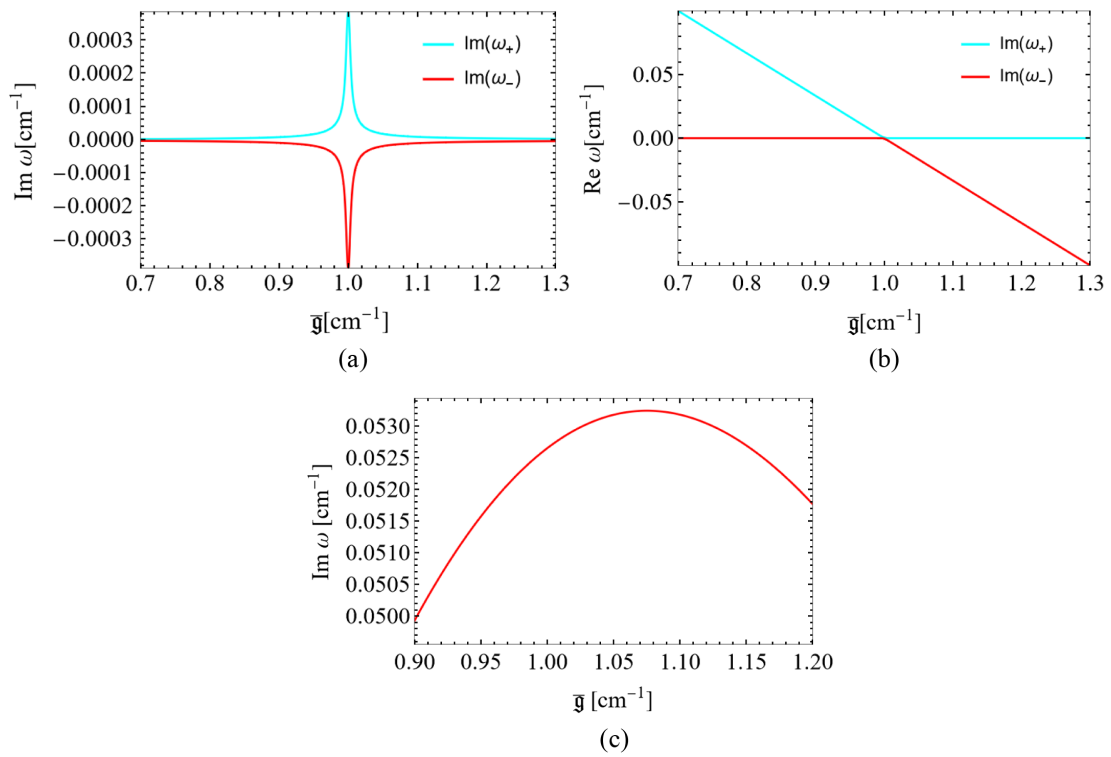 Im(ω₊)
Im(ω₋)
0.0003
0.0002
0.0001
0.0000
−0.0001
−0.0002
−0.0003
Im ω[cm⁻¹]
0.7 0.8 0.9 1.0 1.1 1.2 1.3
𝔤̅[cm⁻¹]
(a)
Im(ω₊)
Im(ω₋)
0.05
0.00
−0.05
Re ω[cm⁻¹]
0.7 0.8 0.9 1.0 1.1 1.2 1.3
𝔤̅[cm⁻¹]
(b)
0.0530
0.0525
0.0520
0.0515
0.0510
0.0505
0.0500
Im ω [cm⁻¹]
0.90 0.95 1.00 1.05 1.10 1.15 1.20
𝔤̅ [cm⁻¹]
(c)